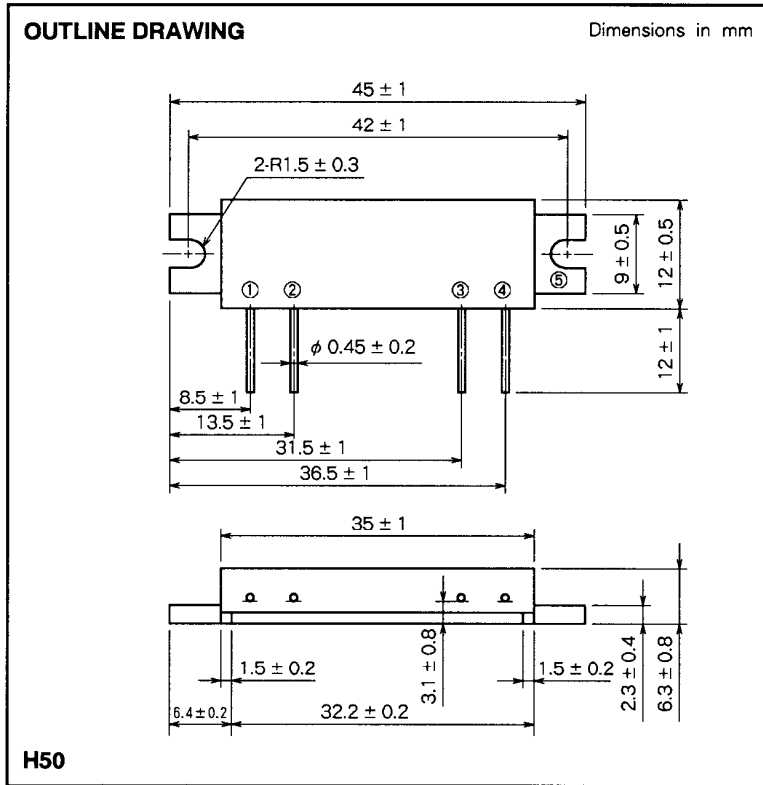 OUTLINE DRAWING
Dimensions in mm
45 ± 1
42 ± 1
2-R1.5 ± 0.3
9 ± 0.5
12 ± 0.5
① ② ③ ④ ⑤
ϕ 0.45 ± 0.2
12 ± 1
8.5 ± 1
13.5 ± 1
31.5 ± 1
36.5 ± 1
35 ± 1
1.5 ± 0.2
3.1 ± 0.8
1.5 ± 0.2
2.3 ± 0.4
6.3 ± 0.8
6.4 ± 0.2
32.2 ± 0.2
H50